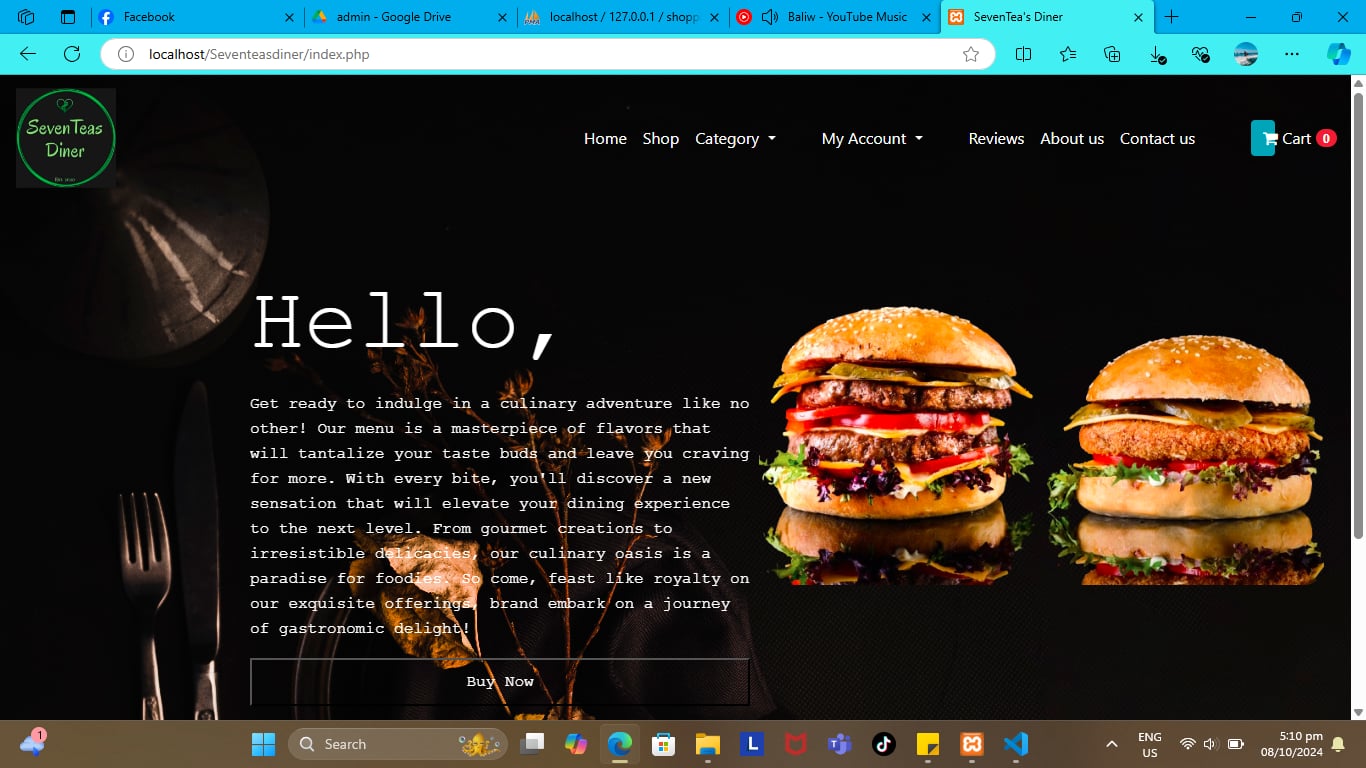 Facebook
admin - Google Drive
localhost / 127.0.0.1 / shopp
Baliw - YouTube Music
SevenTea's Diner
localhost/Seventeasdiner/index.php
SevenTeas
Diner
Home Shop Category My Account Reviews About us Contact us Cart 0
Hello,
Get ready to indulge in a culinary adventure like no
other! Our menu is a masterpiece of flavors that
will tantalize your taste buds and leave you craving
for more. With every bite, you'll discover a new
sensation that will elevate your dining experience
to the next level. From gourmet creations to
irresistible delicacies, our culinary oasis is a
paradise for foodies. So come, feast like royalty on
our exquisite offerings, brand embark on a journey
of gastronomic delight!
Buy Now
1
Search
L
ENG
US
5:10 pm
08/10/2024